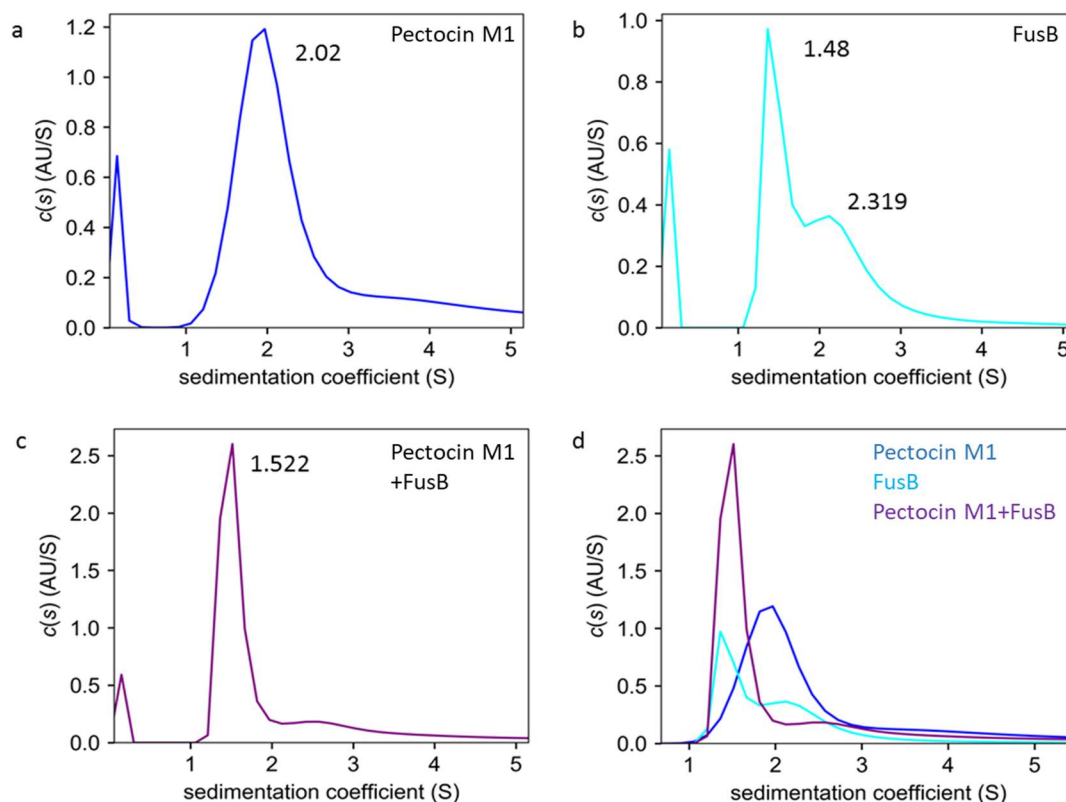 a
Pectocin M1
2.02
c(s) (AU/S)
1.2
1.0
0.8
0.6
0.4
0.2
0.0
1 2 3 4 5
sedimentation coefficient (S)
b
FusB
1.48
2.319
c(s) (AU/S)
1.0
0.8
0.6
0.4
0.2
0.0
1 2 3 4 5
sedimentation coefficient (S)
c
Pectocin M1
+FusB
1.522
c(s) (AU/S)
2.5
2.0
1.5
1.0
0.5
0.0
1 2 3 4 5
sedimentation coefficient (S)
d
Pectocin M1
FusB
Pectocin M1+FusB
c(s) (AU/S)
2.5
2.0
1.5
1.0
0.5
0.0
1 2 3 4 5
sedimentation coefficient (S)